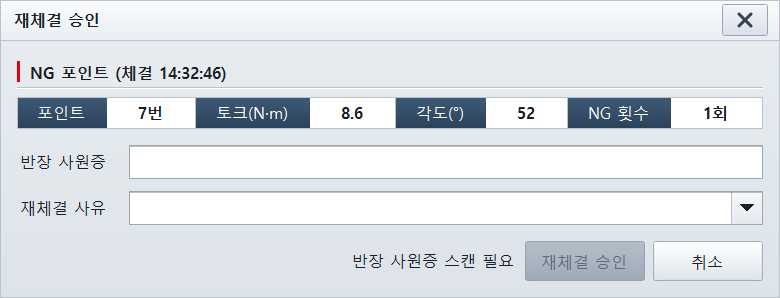 재체결 승인
NG 포인트 (체결 14:32:46)
포인트 7번 토크(N·m) 8.6 각도(°) 52 NG 횟수 1회
반장 사원증
재체결 사유
반장 사원증 스캔 필요 재체결 승인 취소